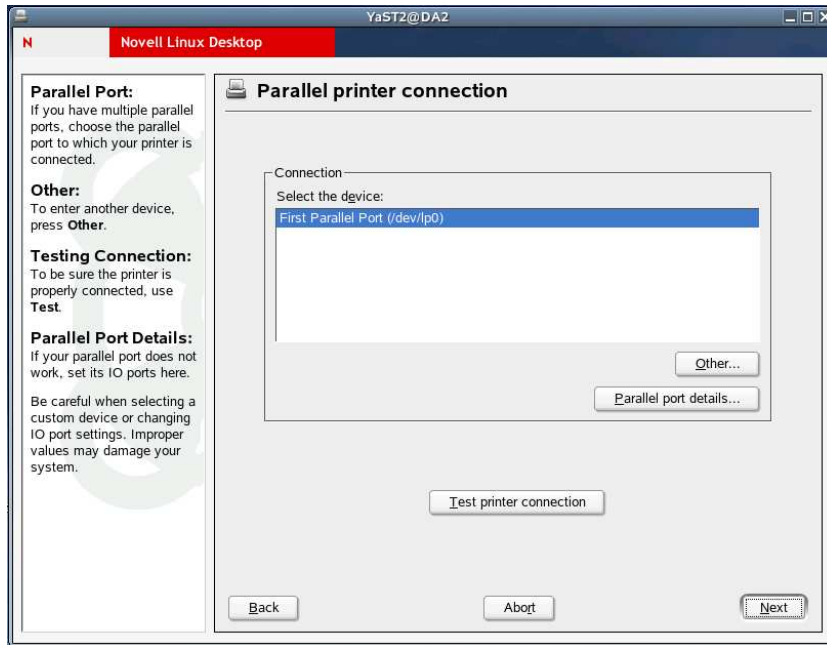 YaST2@DA2
N Novell Linux Desktop
Parallel Port:
If you have multiple parallel
ports, choose the parallel
port to which your printer is
connected.
Other:
To enter another device,
press Other.
Testing Connection:
To be sure the printer is
properly connected, use
Test.
Parallel Port Details:
If your parallel port does not
work, set its IO ports here.
Be careful when selecting a
custom device or changing
IO port settings. Improper
values may damage your
system.
Parallel printer connection
Connection
Select the device:
First Parallel Port (/dev/lp0)
Other...
Parallel port details...
Test printer connection
Back Abort Next